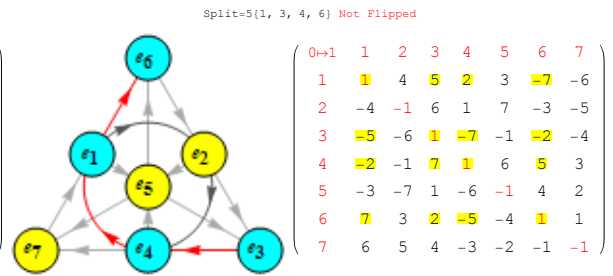 Split=5{1, 3, 4, 6} Not Flipped
e6
e1
e2
e5
e7
e4
e3
0↦1 1 2 3 4 5 6 7
1 1 4 5 2 3 -7 -6
2 -4 -1 6 1 7 -3 -5
3 -5 -6 1 -7 -1 -2 -4
4 -2 -1 7 1 6 5 3
5 -3 -7 1 -6 -1 4 2
6 7 3 2 -5 -4 1 1
7 6 5 4 -3 -2 -1 -1